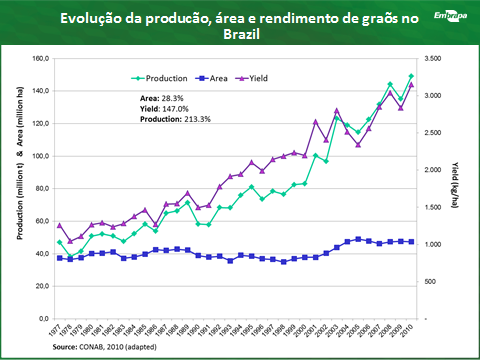 Evolução da producão, área e rendimento de graõs no
Brazil
Embrapa
Production Area Yield
Area: 28.3%
Yield: 147.0%
Production: 213.3%
Production (million t) & Area (million ha)
160,0
140,0
120,0
100,0
80,0
60,0
40,0
20,0
0,0
Yield (kg/ha)
3.500
3.000
2.500
2.000
1.500
1.000
500
-
1977 1978 1979 1980 1981 1982 1983 1984 1985 1986 1987 1988 1989 1990 1991 1992 1993 1994 1995 1996 1997 1998 1999 2000 2001 2002 2003 2004 2005 2006 2007 2008 2009 2010
Source: CONAB, 2010 (adapted)